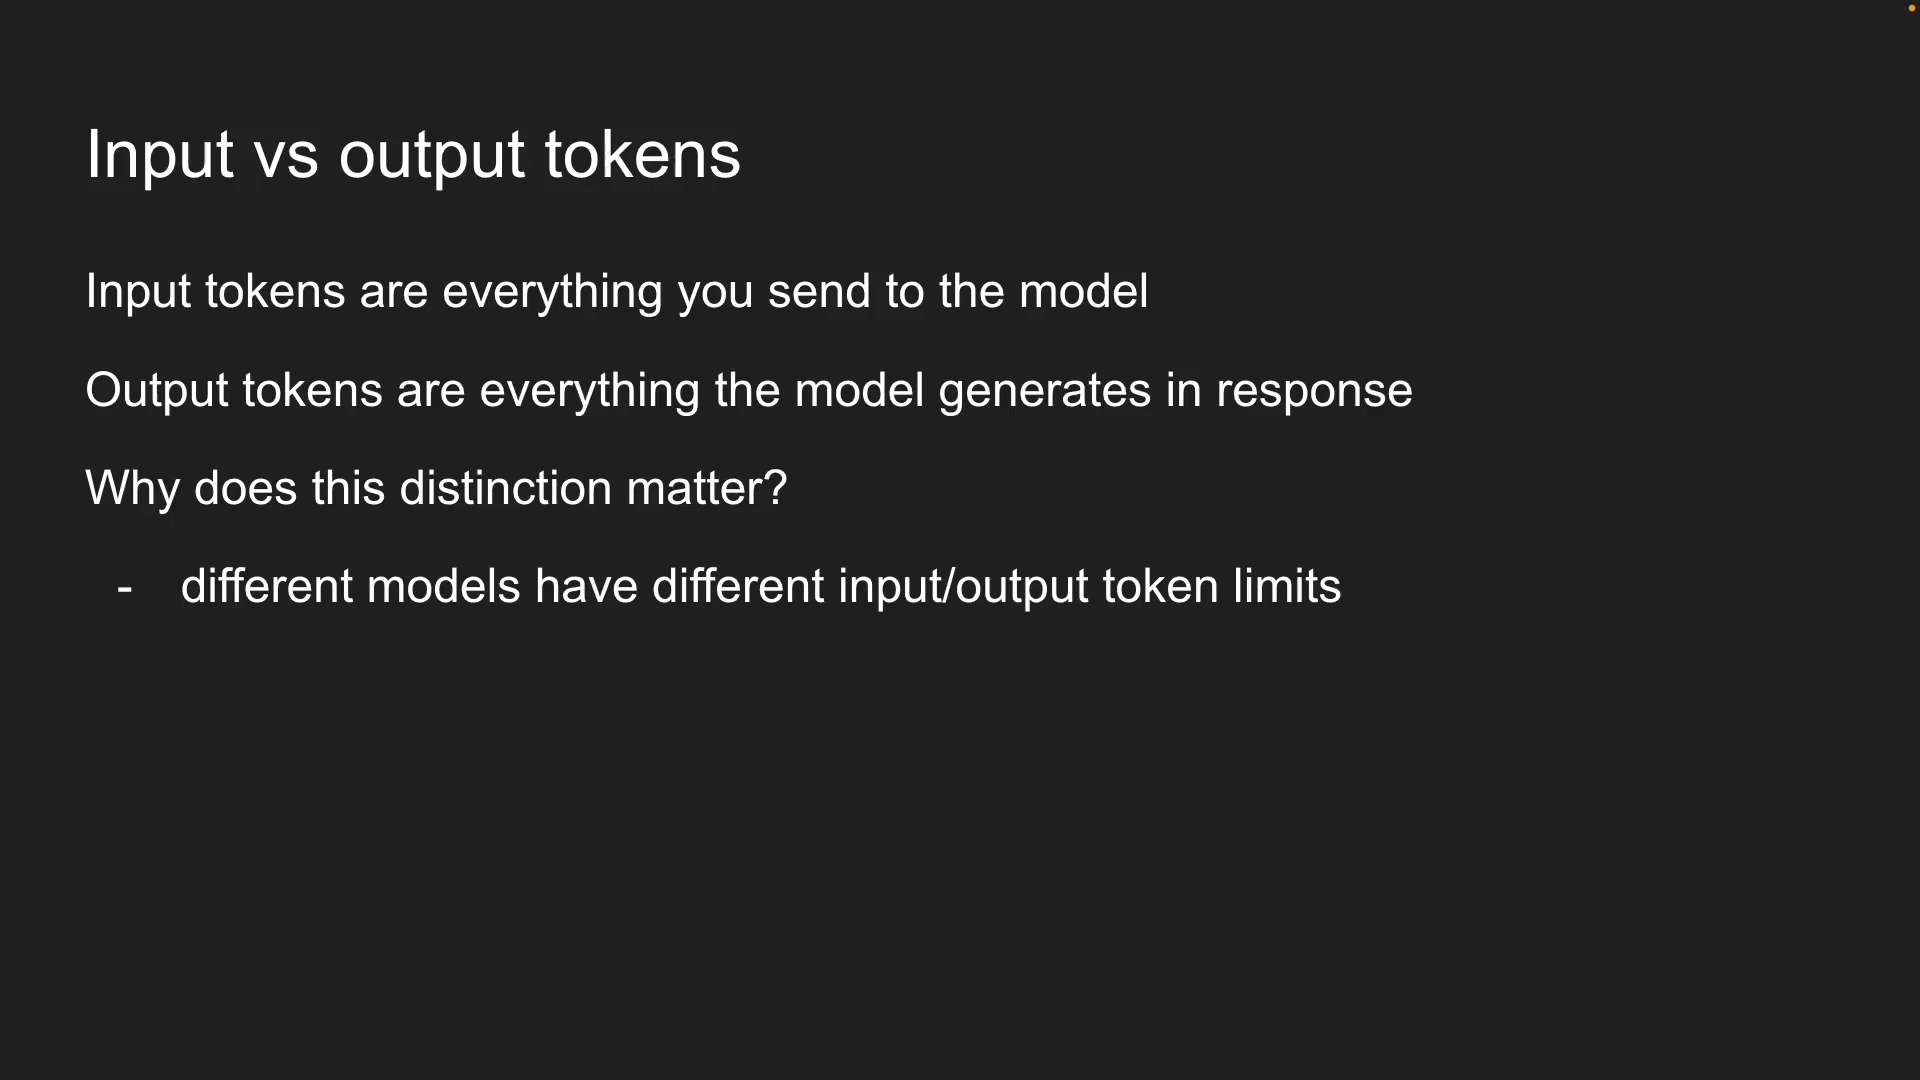 Input vs output tokens
Input tokens are everything you send to the model
Output tokens are everything the model generates in response
Why does this distinction matter?
- different models have different input/output token limits